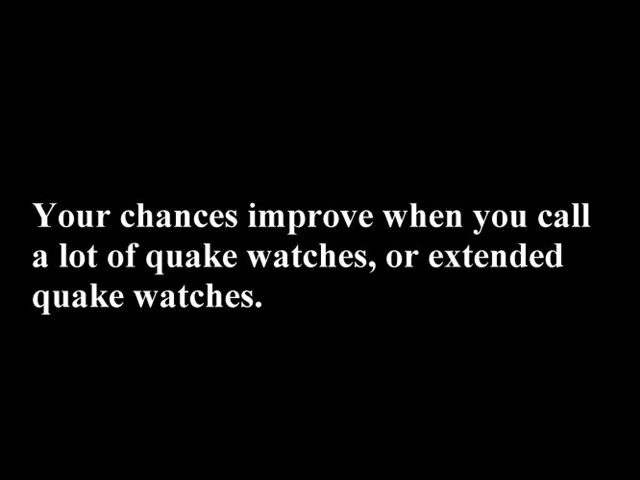 Your chances improve when you call
a lot of quake watches, or extended
quake watches.